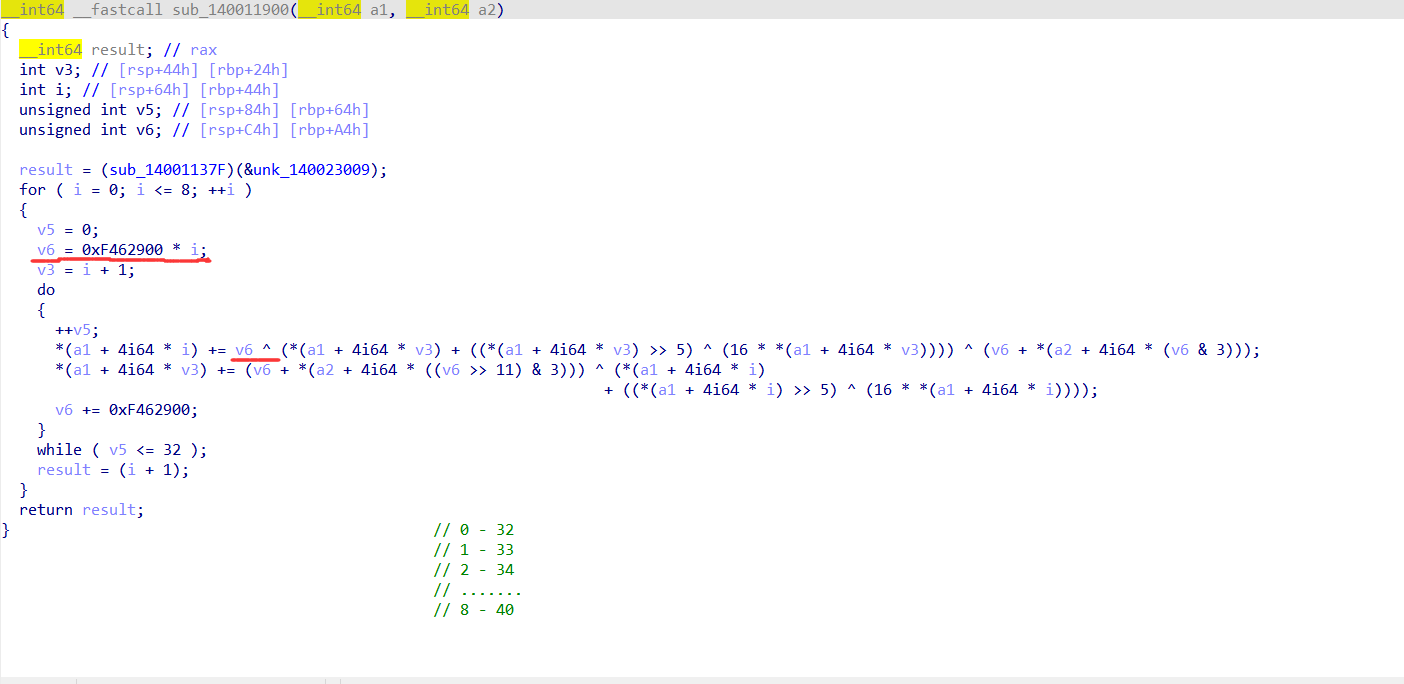 __int64 __fastcall sub_140011900(__int64 a1, __int64 a2)
{
  __int64 result; // rax
  int v3; // [rsp+44h] [rbp+24h]
  int i; // [rsp+64h] [rbp+44h]
  unsigned int v5; // [rsp+84h] [rbp+64h]
  unsigned int v6; // [rsp+C4h] [rbp+A4h]

  result = (sub_14001137F)(&unk_140023009);
  for ( i = 0; i <= 8; ++i )
  {
    v5 = 0;
    v6 = 0xF462900 * i;
    v3 = i + 1;
    do
    {
      ++v5;
      *(a1 + 4i64 * i) += v6 ^ (*(a1 + 4i64 * v3) + ((*(a1 + 4i64 * v3) >> 5) ^ (16 * *(a1 + 4i64 * v3)))) ^ (v6 + *(a2 + 4i64 * (v6 & 3)));
      *(a1 + 4i64 * v3) += (v6 + *(a2 + 4i64 * ((v6 >> 11) & 3))) ^ (*(a1 + 4i64 * i)
                                                                   + ((*(a1 + 4i64 * i) >> 5) ^ (16 * *(a1 + 4i64 * i))));
      v6 += 0xF462900;
    }
    while ( v5 <= 32 );
    result = (i + 1);
  }
  return result;
}
// 0 - 32
// 1 - 33
// 2 - 34
// .......
// 8 - 40